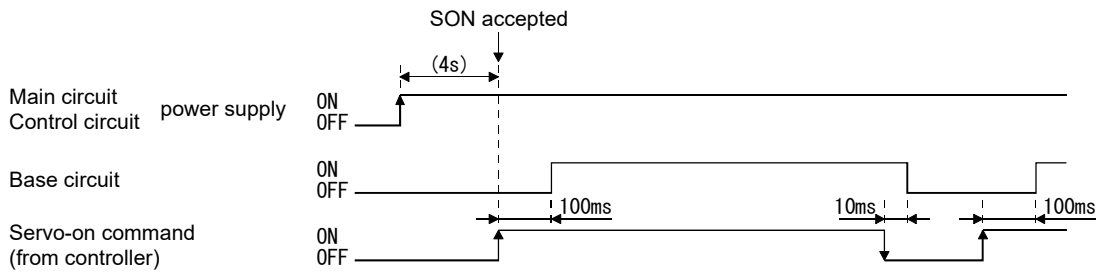 SON accepted
(4s)
Main circuit
Control circuit
power supply
ON
OFF
Base circuit
ON
OFF
100ms
10ms
100ms
Servo-on command
(from controller)
ON
OFF